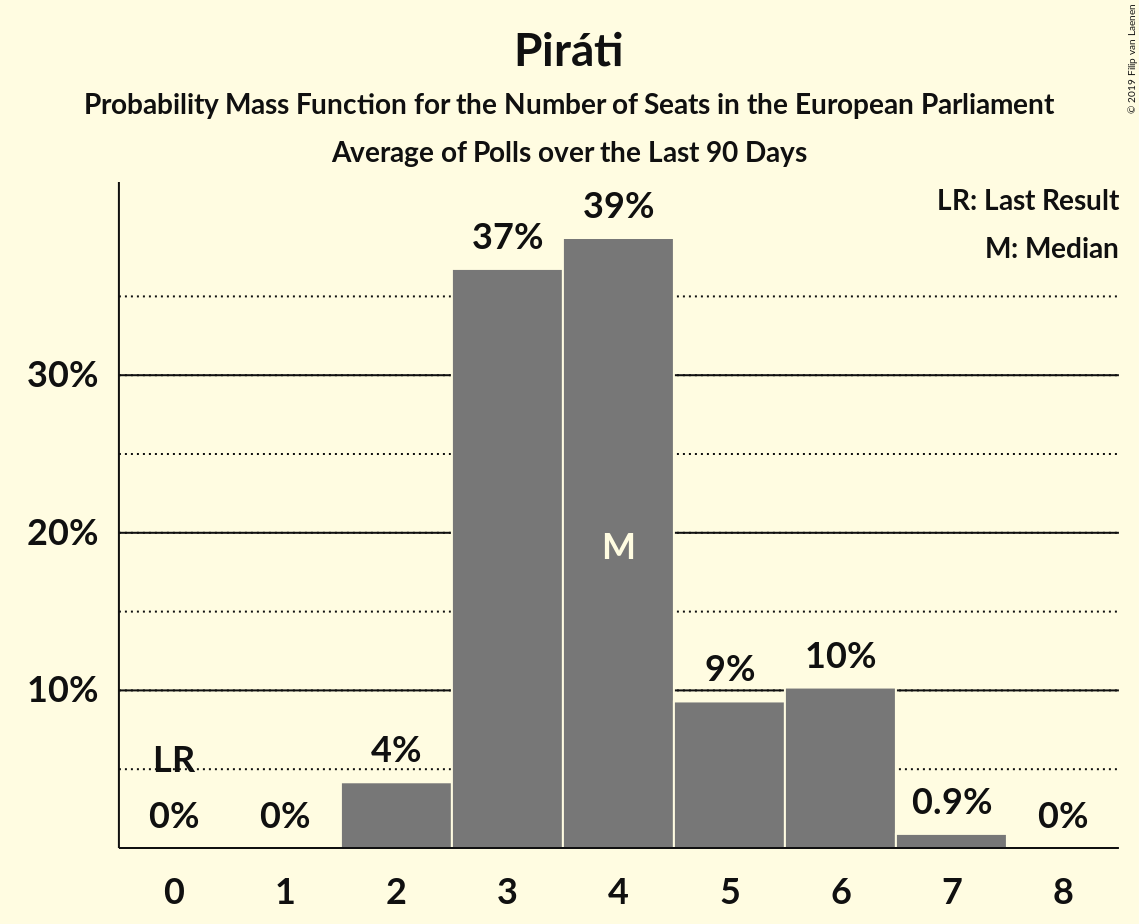 Piráti
Probability Mass Function for the Number of Seats in the European Parliament
Average of Polls over the Last 90 Days
© 2019 Filip van Laenen
LR: Last Result
M: Median
39%
37%
30%
20%
M
10%
9%
10%
LR
4%
0%
0%
0.9%
0%
0 1 2 3 4 5 6 7 8